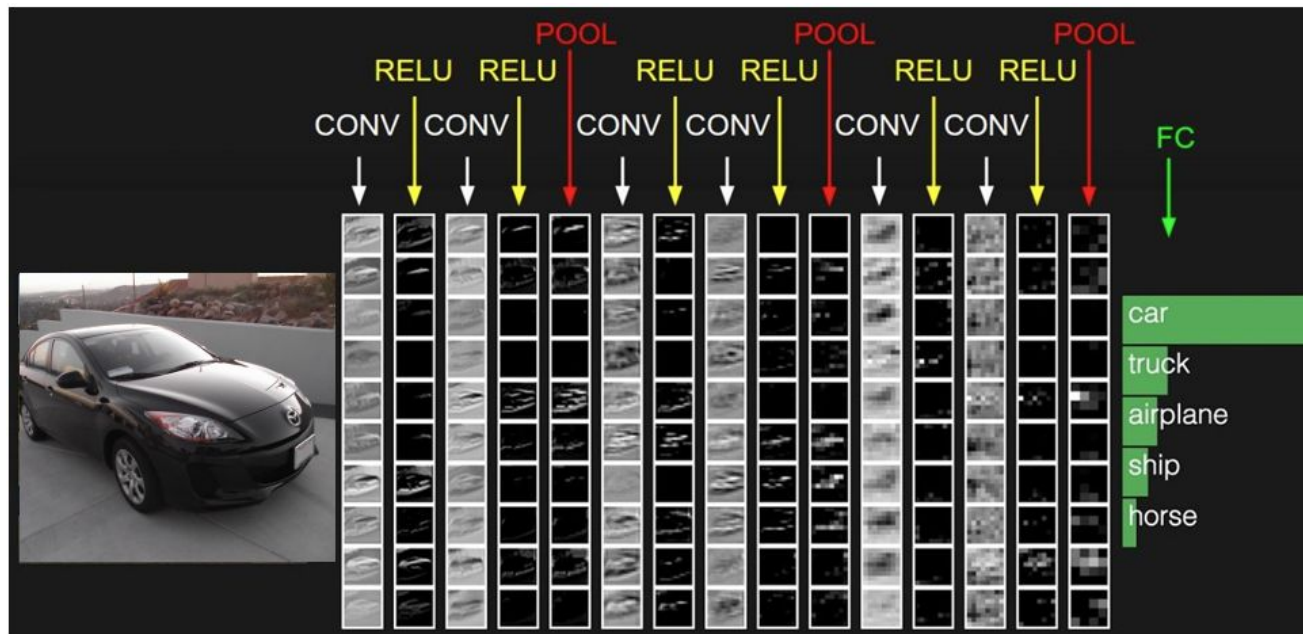 POOL POOL POOL
RELU RELU RELU RELU RELU RELU
CONV CONV CONV CONV CONV CONV
FC
car
truck
airplane
ship
horse